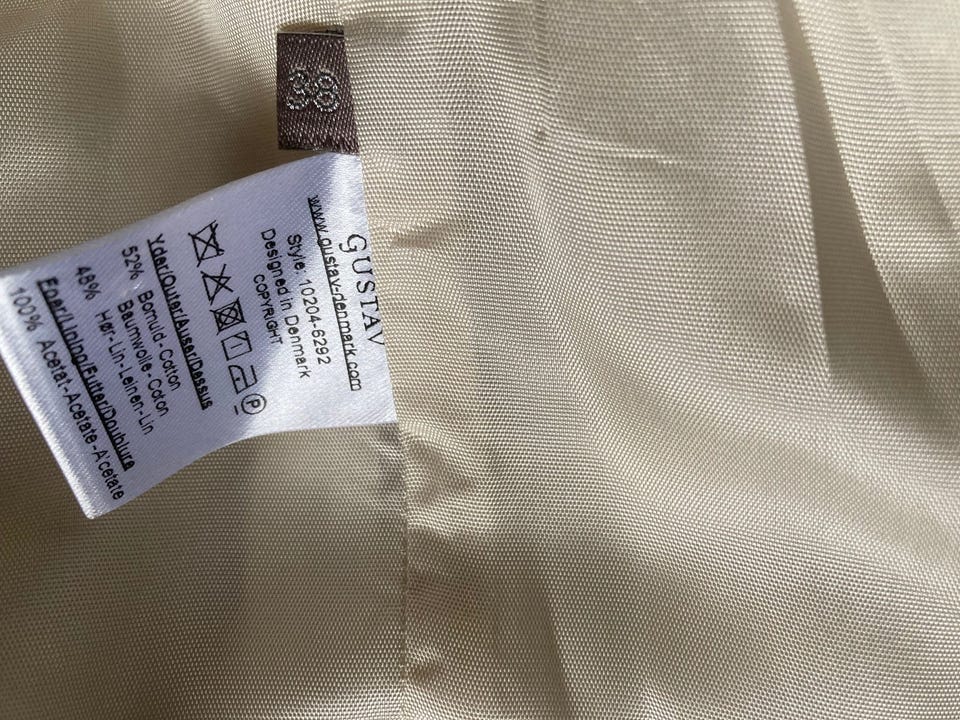 38
GUSTAV
www.gustav-denmark.com
Style: 10204-6292
Designed in Denmark
COPYRIGHT
P
Yder/Outer/Auser/Dessus
52% Bomuld-Cotton
Baumwolle-Coton
48% Hør-Lin-Leinen-Lin
Foer/Lining/Futter/Doublure
100% Acetat-Acetate-Acetate